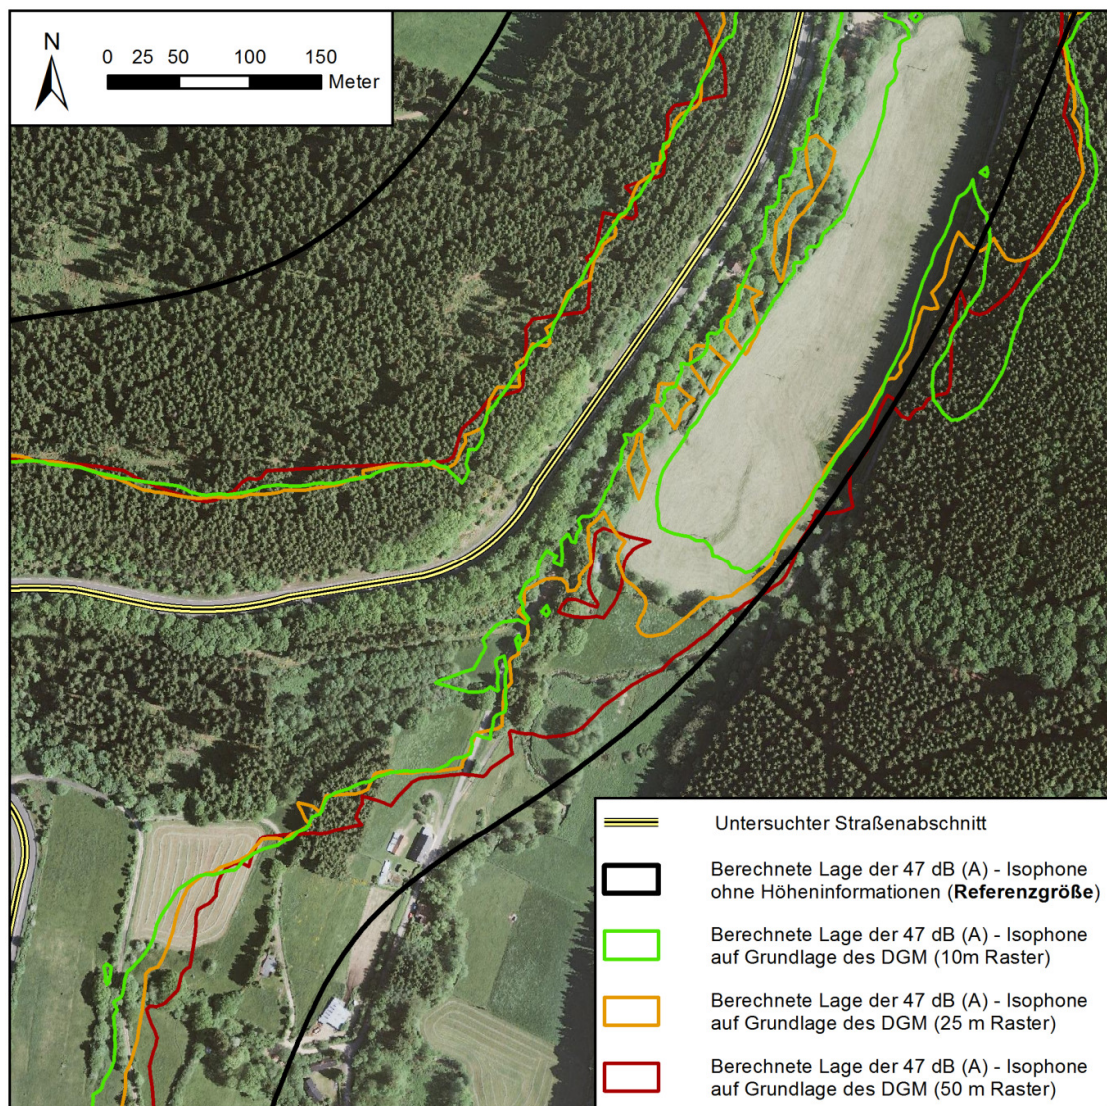 N
0 25 50 100 150
Meter
Untersuchter Straßenabschnitt
Berechnete Lage der 47 dB (A) - Isophone
ohne Höheninformationen (Referenzgröße)
Berechnete Lage der 47 dB (A) - Isophone
auf Grundlage des DGM (10m Raster)
Berechnete Lage der 47 dB (A) - Isophone
auf Grundlage des DGM (25 m Raster)
Berechnete Lage der 47 dB (A) - Isophone
auf Grundlage des DGM (50 m Raster)